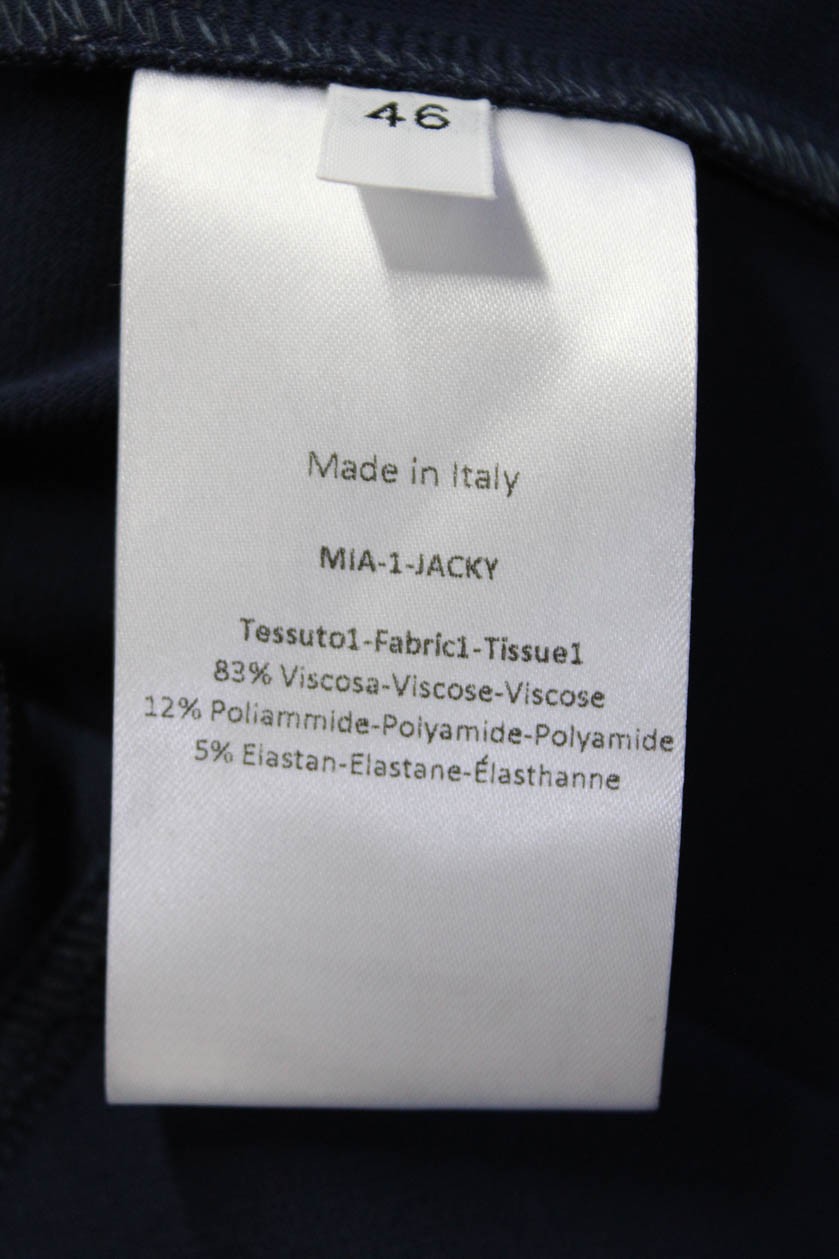 46
Made in Italy
MIA-1-JACKY
Tessuto1-Fabric1-Tissue1
83% Viscosa-Viscose-Viscose
12% Poliammide-Polyamide-Polyamide
5% Elastan-Elastane-Élasthanne